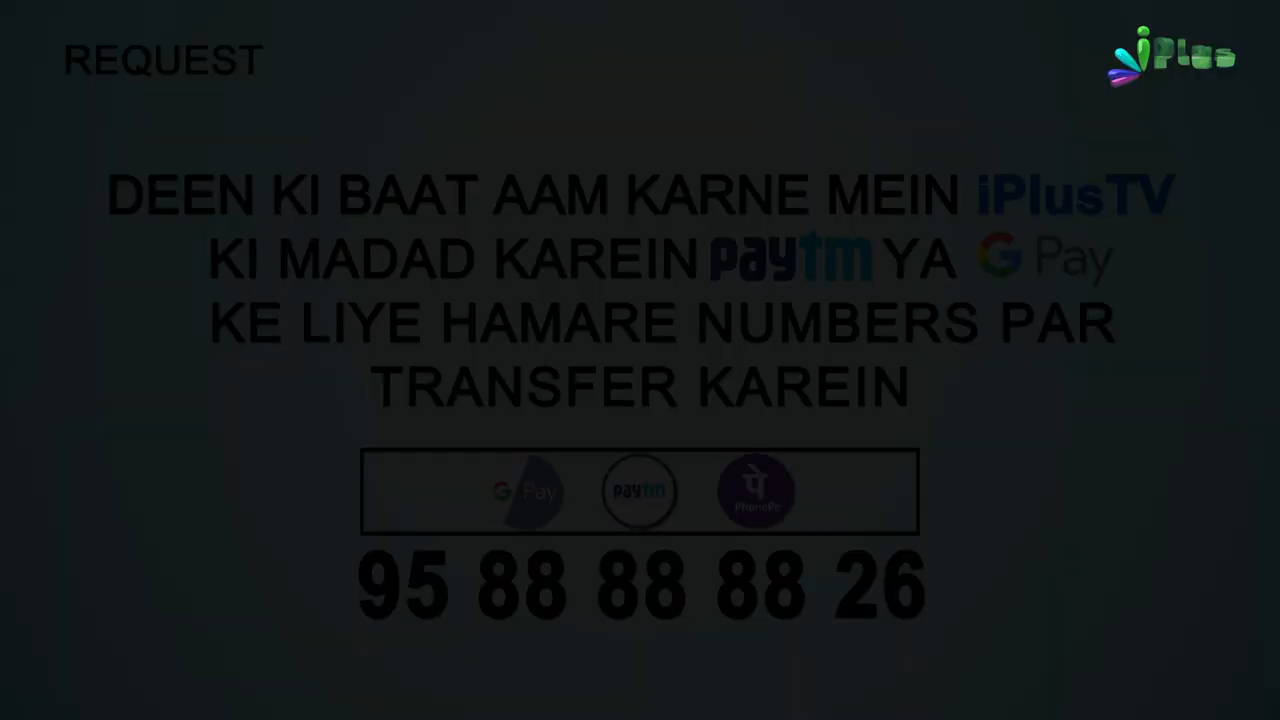 REQUEST
iPlus
DEEN KI BAAT AAM KARNE MEIN iPlusTV
KI MADAD KAREIN paytm YA G Pay
KE LIYE HAMARE NUMBERS PAR
TRANSFER KAREIN
G Pay paytm पे PhonePe
95 88 88 88 26